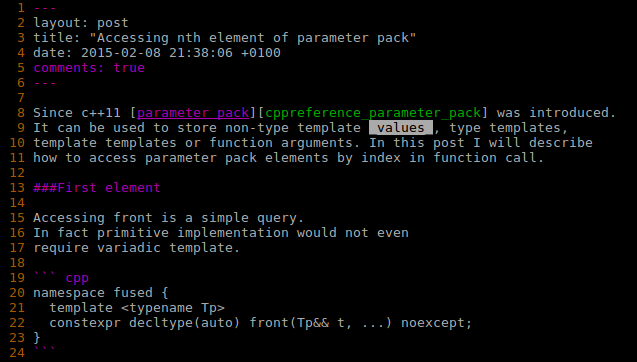 1 ---
2 layout: post
3 title: "Accessing nth element of parameter pack"
4 date: 2015-02-08 21:38:06 +0100
5 comments: true
6 ---
7
8 Since c++11 [parameter pack][cppreference_parameter_pack] was introduced.
9 It can be used to store non-type template values , type templates,
10 template templates or function arguments. In this post I will describe
11 how to access parameter pack elements by index in function call.
12
13 ###First element
14
15 Accessing front is a simple query.
16 In fact primitive implementation would not even
17 require variadic template.
18
19 ``` cpp
20 namespace fused {
21   template <typename Tp>
22   constexpr decltype(auto) front(Tp&& t, ...) noexcept;
23 }
24 ```